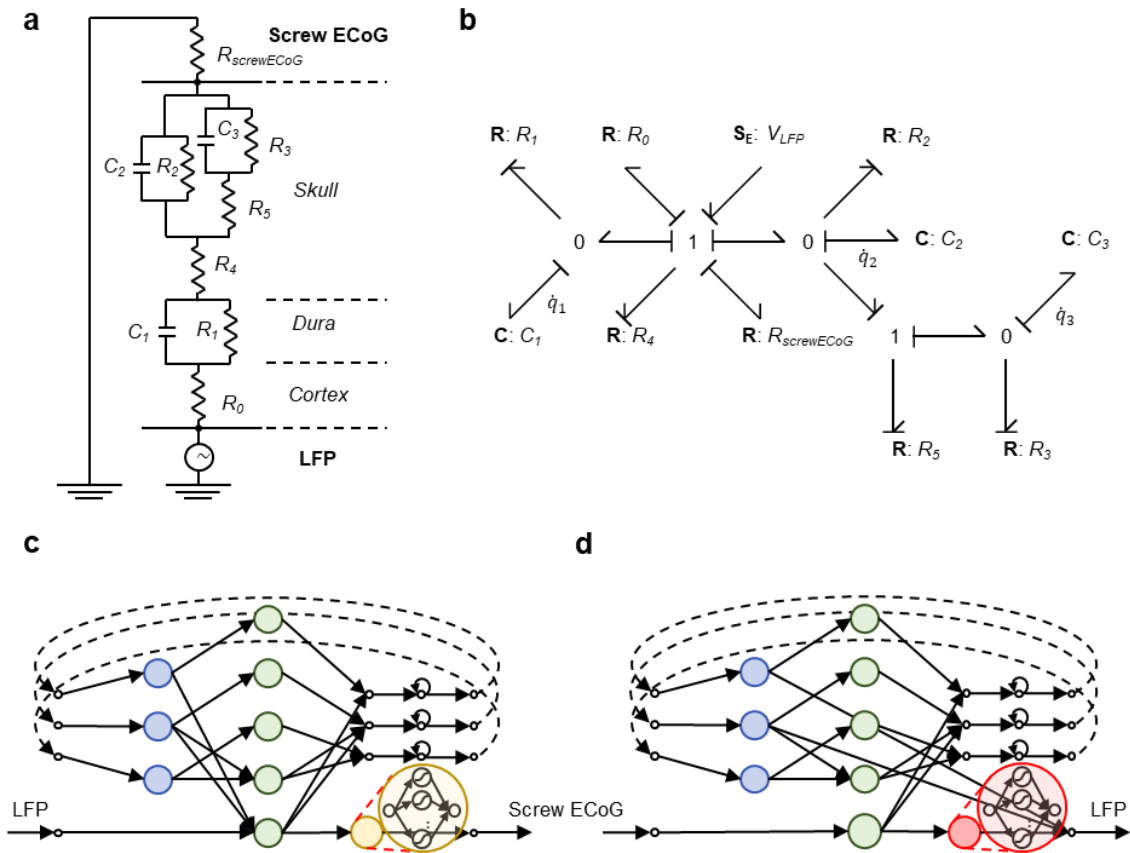 a
Screw ECoG
R_screwECoG
C_3
R_3
C_2
R_2
Skull
R_5
R_4
C_1
R_1
Dura
R_0
Cortex
LFP
~
b
R: R_1
R: R_0
S_E: V_LFP
R: R_2
0
1
0
C: C_2
C: C_3
q̇_1
q̇_2
q̇_3
C: C_1
R: R_4
R: R_screwECoG
1
0
R: R_5
R: R_3
c
LFP
Screw ECoG
d
LFP